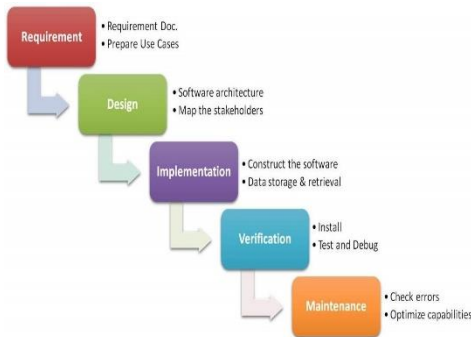 Requirement
• Requirement Doc.
• Prepare Use Cases
Design
• Software architecture
• Map the stakeholders
Implementation
• Construct the software
• Data storage & retrieval
Verification
• Install
• Test and Debug
Maintenance
• Check errors
• Optimize capabilities